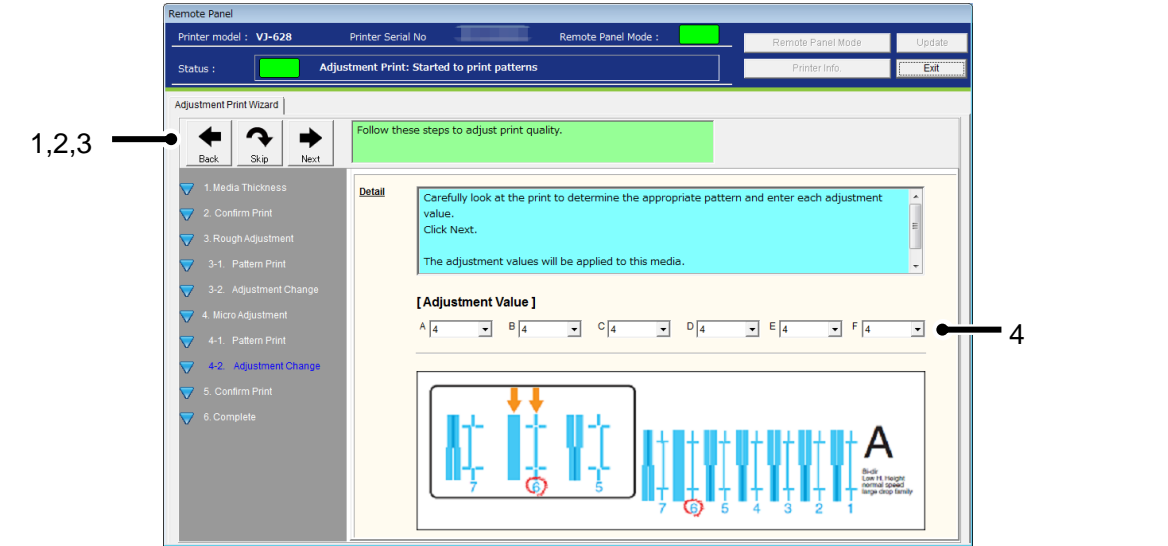 Remote Panel
Printer model : VJ-628 Printer Serial No Remote Panel Mode :
Remote Panel Mode Update
Status : Adjustment Print: Started to print patterns
Printer Info. Exit
Adjustment Print Wizard
1,2,3
Back Skip Next
Follow these steps to adjust print quality.
1. Media Thickness
2. Confirm Print
3. Rough Adjustment
3-1. Pattern Print
3-2. Adjustment Change
4. Micro Adjustment
4-1. Pattern Print
4-2. Adjustment Change
5. Confirm Print
6. Complete
Detail
Carefully look at the print to determine the appropriate pattern and enter each adjustment
value.
Click Next.
The adjustment values will be applied to this media.
[ Adjustment Value ]
A 4 B 4 C 4 D 4 E 4 F 4
4
7 6 5
7 6 5 4 3 2 1
A
Bi-dir
Low H. Height
normal speed
large drop family